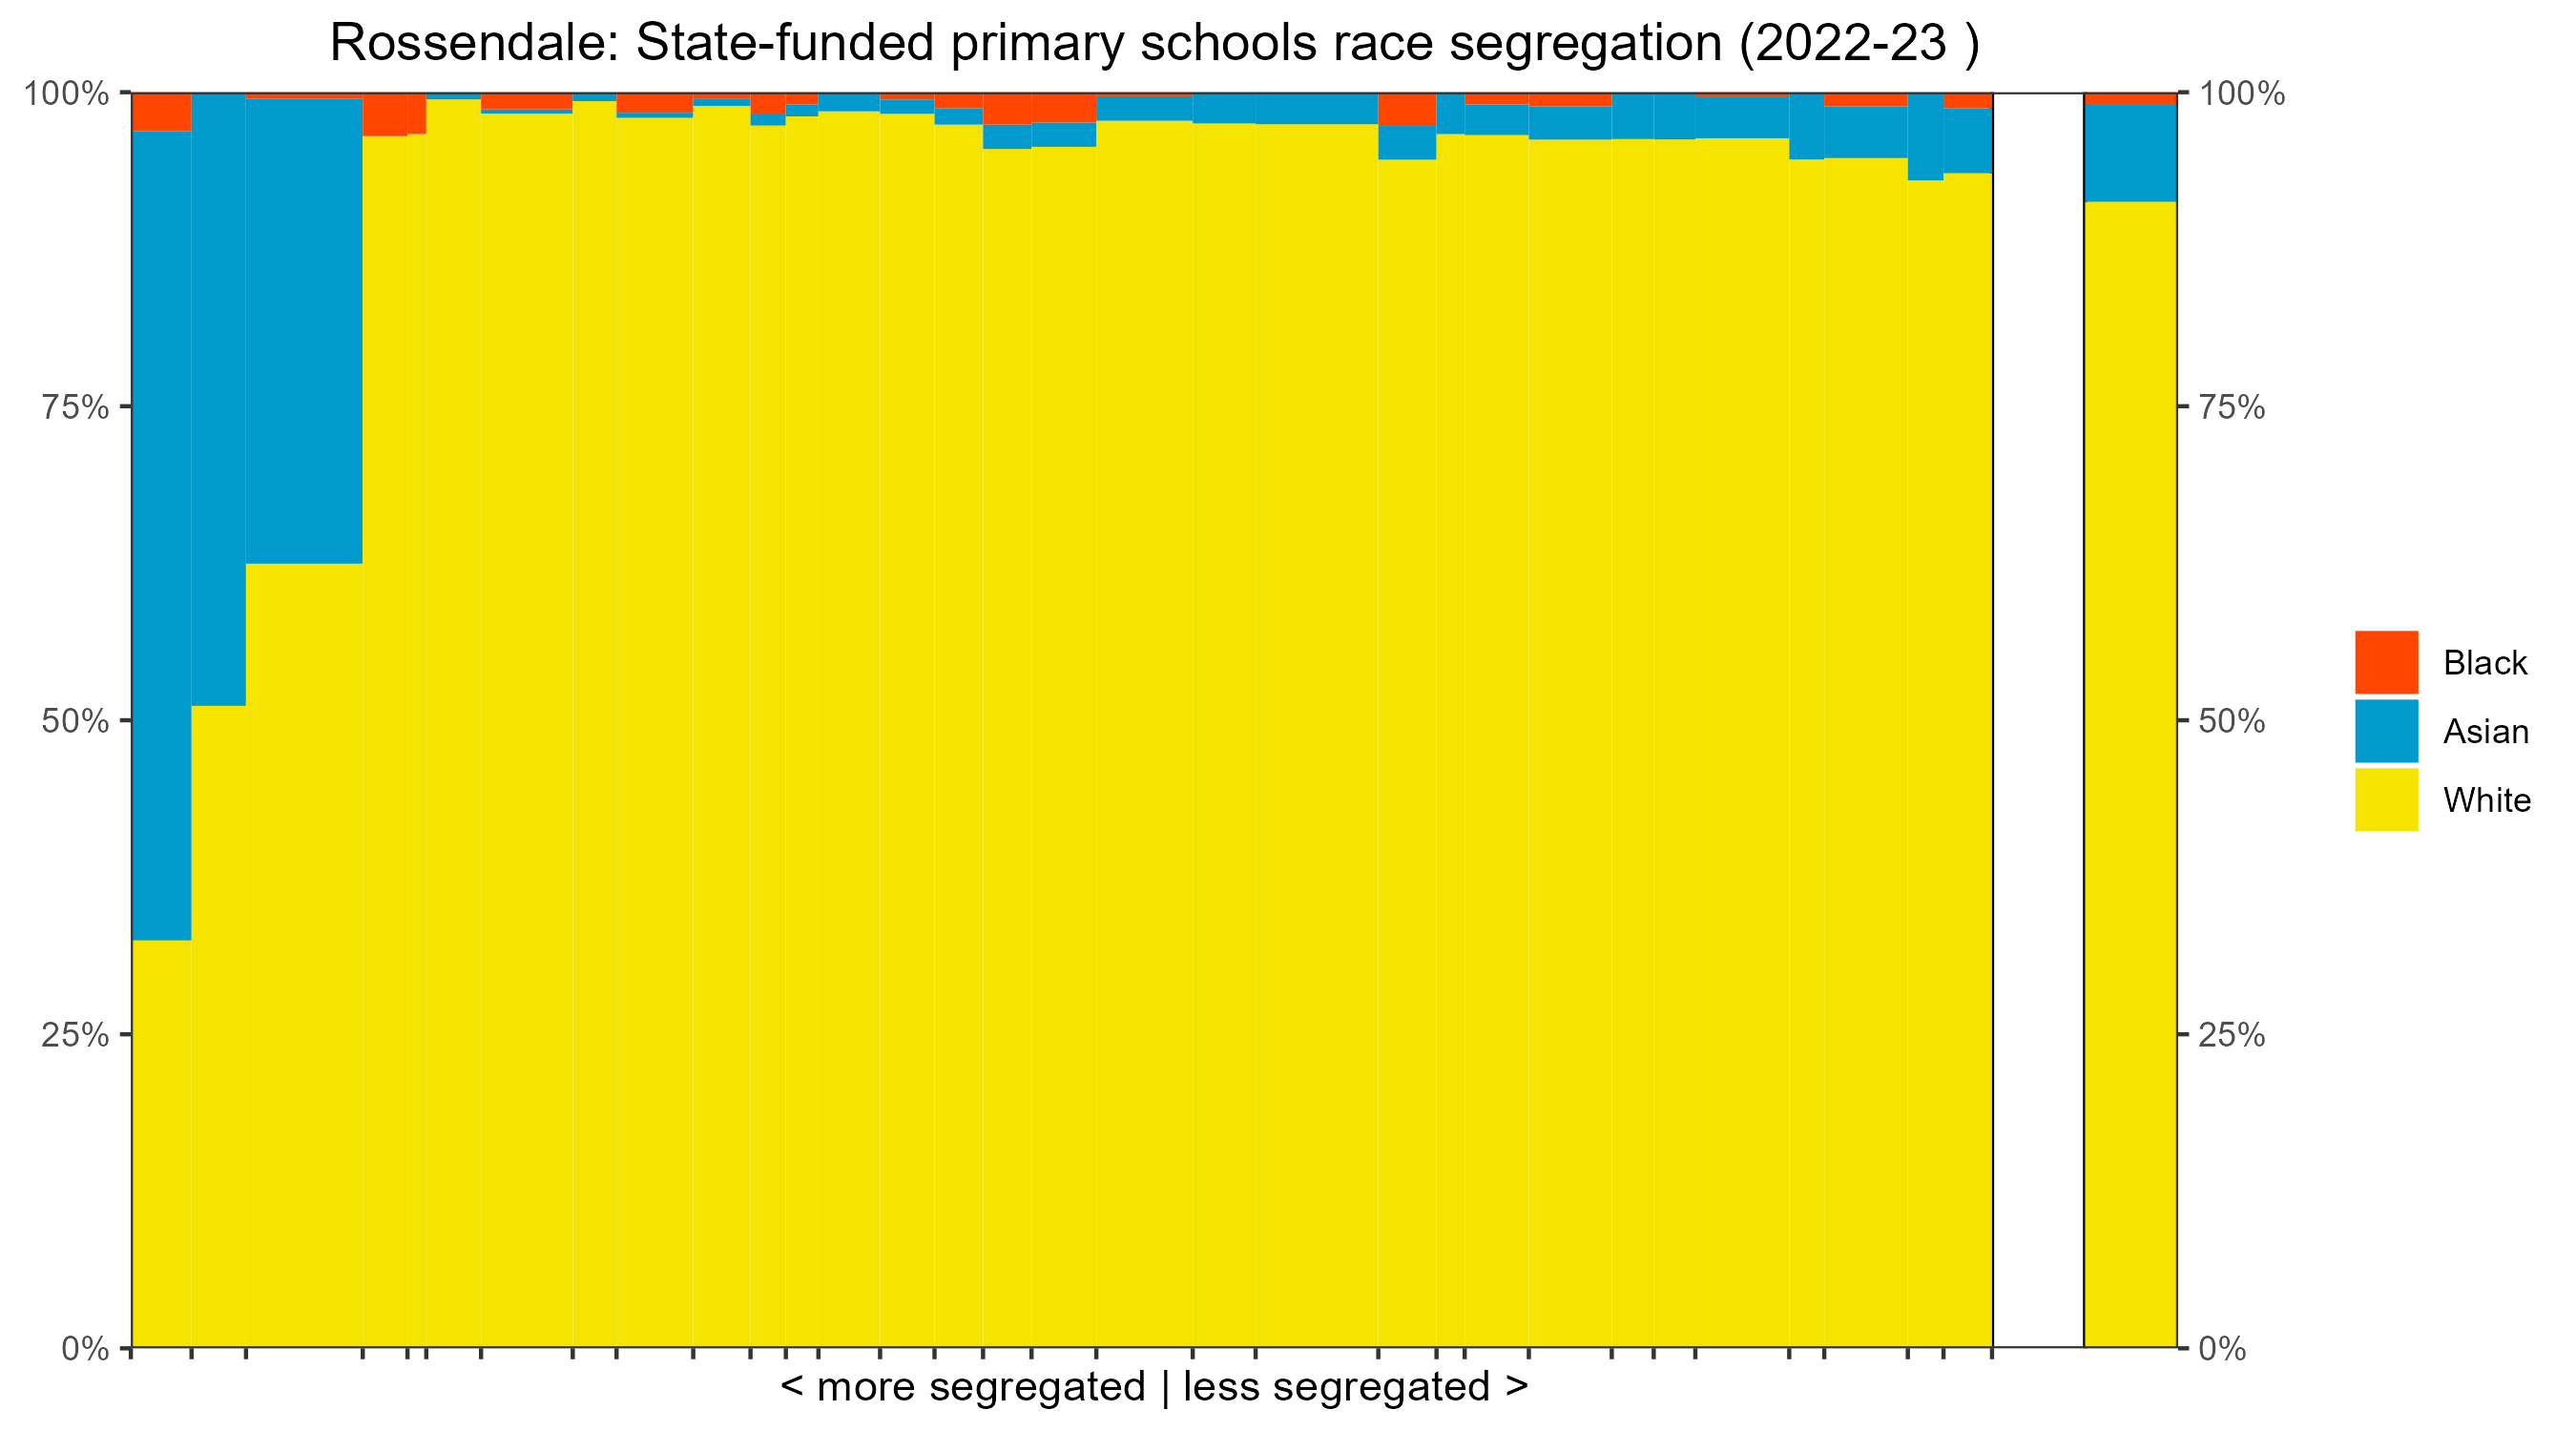 Rossendale: State-funded primary schools race segregation (2022-23 )
100%
75%
50%
25%
0%
100%
75%
50%
25%
0%
Black
Asian
White
< more segregated | less segregated >